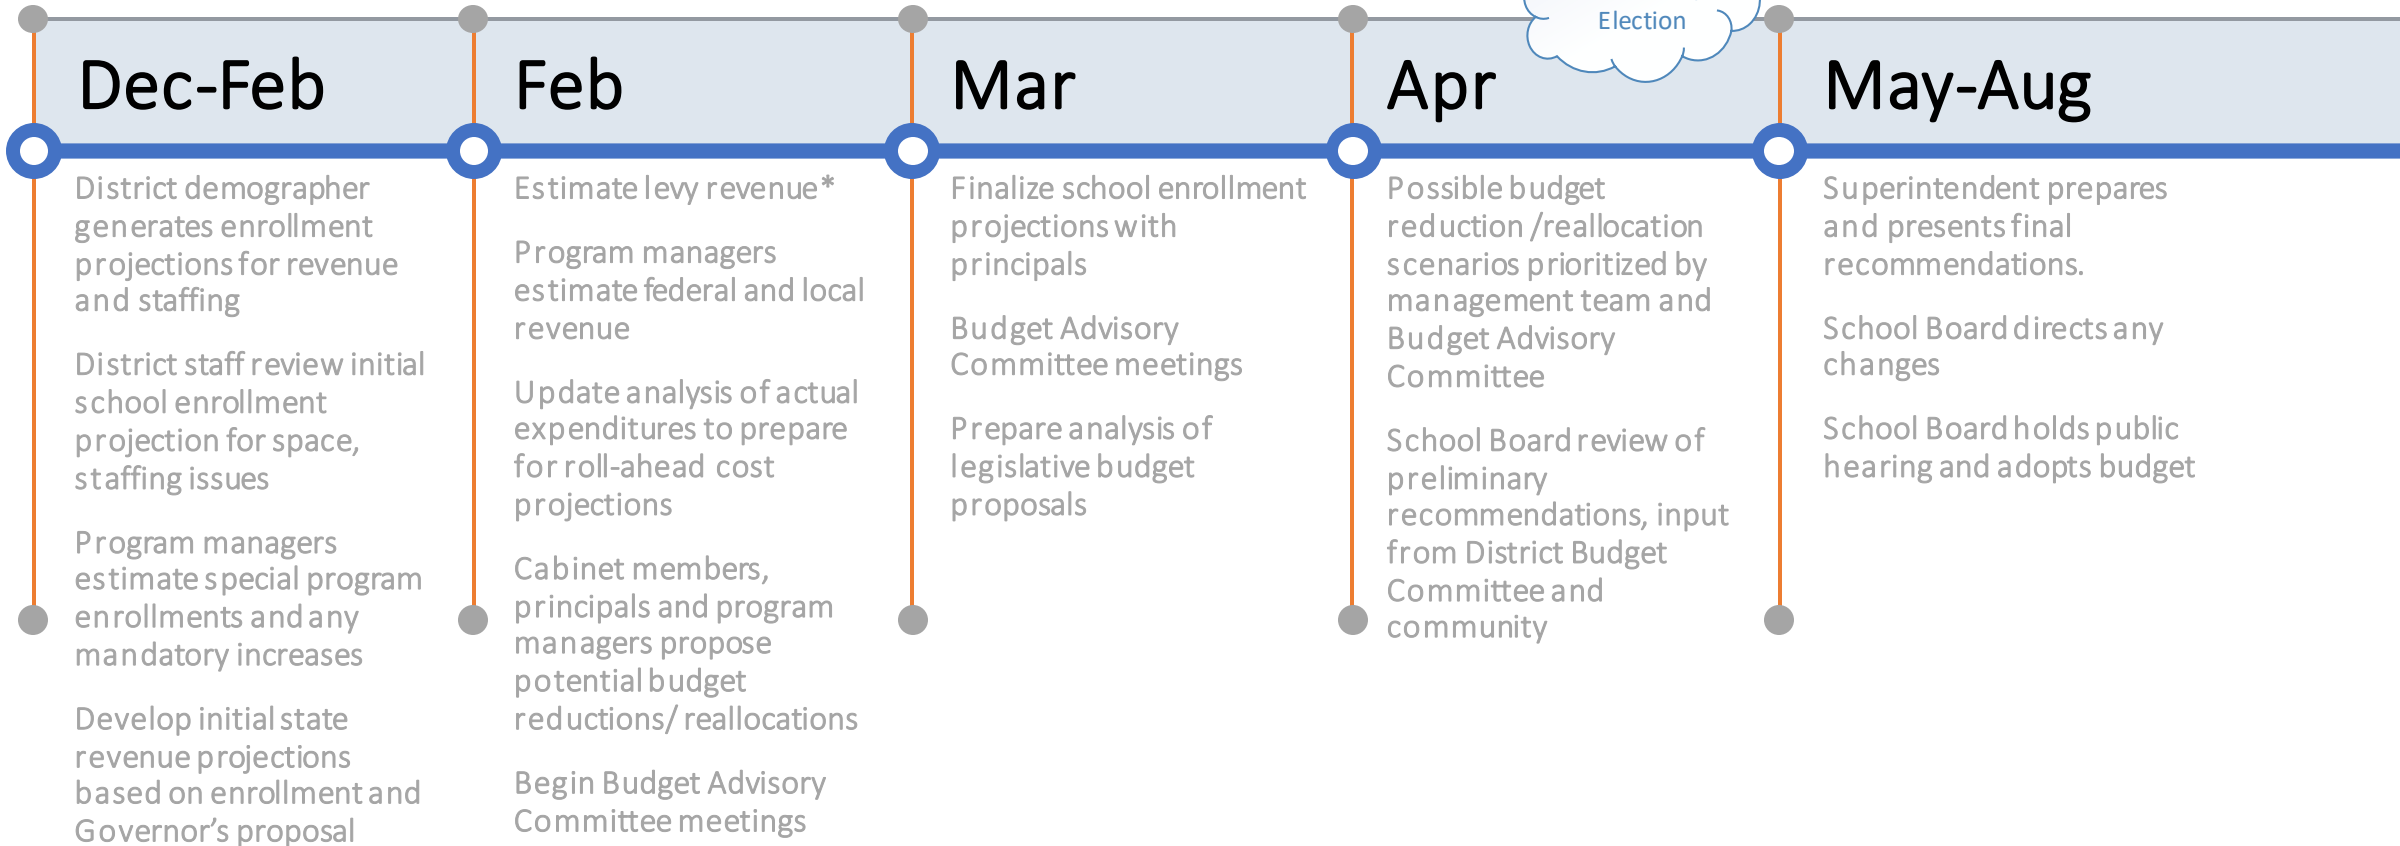 Election
Dec-Feb
District demographer
generates enrollment
projections for revenue
and staffing
District staff review initial
school enrollment
projection for space,
staffing issues
Program managers
estimate special program
enrollments and any
mandatory increases
Develop initial state
revenue projections
based on enrollment and
Governor’s proposal
Feb
Estimate levy revenue*
Program managers
estimate federal and local
revenue
Update analysis of actual
expenditures to prepare
for roll-ahead cost
projections
Cabinet members,
principals and program
managers propose
potential budget
reductions/ reallocations
Begin Budget Advisory
Committee meetings
Mar
Finalize school enrollment
projections with
principals
Budget Advisory
Committee meetings
Prepare analysis of
legislative budget
proposals
Apr
Possible budget
reduction /reallocation
scenarios prioritized by
management team and
Budget Advisory
Committee
School Board review of
preliminary
recommendations, input
from District Budget
Committee and
community
May-Aug
Superintendent prepares
and presents final
recommendations.
School Board directs any
changes
School Board holds public
hearing and adopts budget